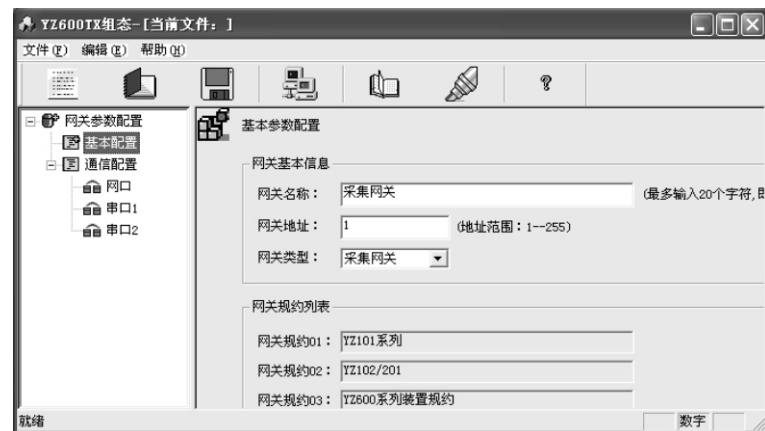 YZ600TX组态-[当前文件：]
文件(F) 编辑(E) 帮助(H)
网关参数配置
基本配置
通信配置
网口
串口1
串口2
基本参数配置
网关基本信息
网关名称： 采集网关 (最多输入20个字符,即
网关地址： 1 (地址范围：1--255)
网关类型： 采集网关
网关规约列表
网关规约01： YZ101系列
网关规约02： YZ102/201
网关规约03： YZ600系列装置规约
就绪 数字